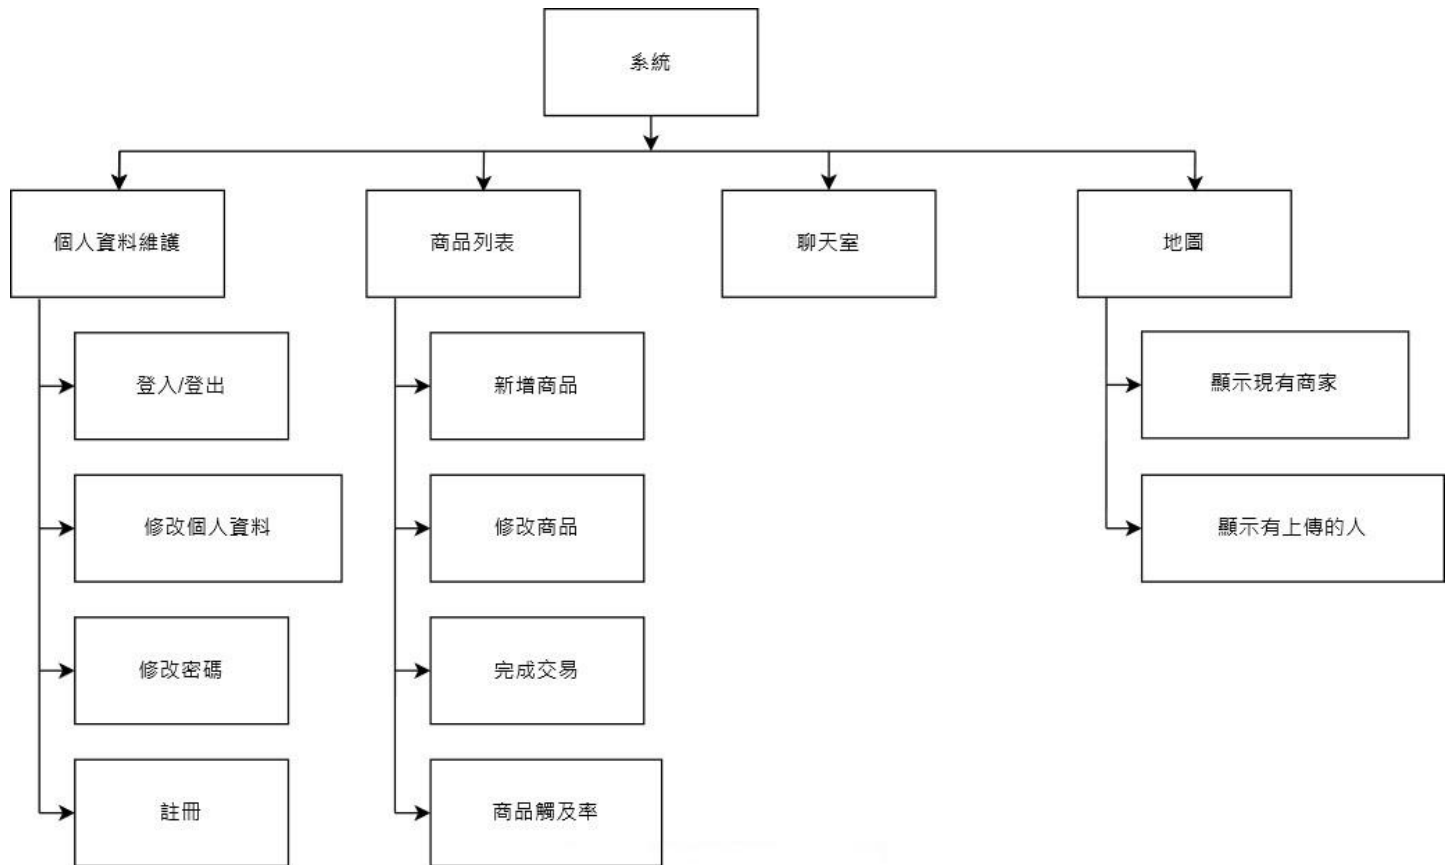 系統
個人資料維護
商品列表
聊天室
地圖
登入/登出
新增商品
顯示現有商家
修改個人資料
修改商品
顯示有上傳的人
修改密碼
完成交易
註冊
商品觸及率